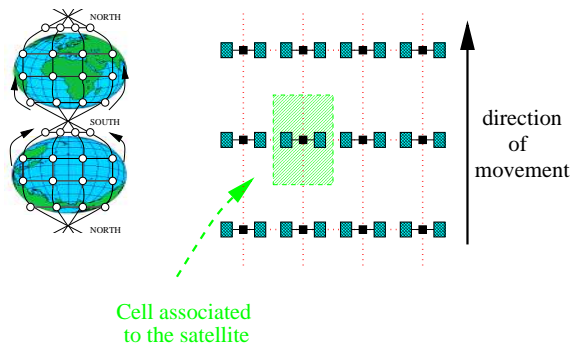 NORTH
SOUTH
NORTH
direction
of
movement
Cell associated
to the satellite